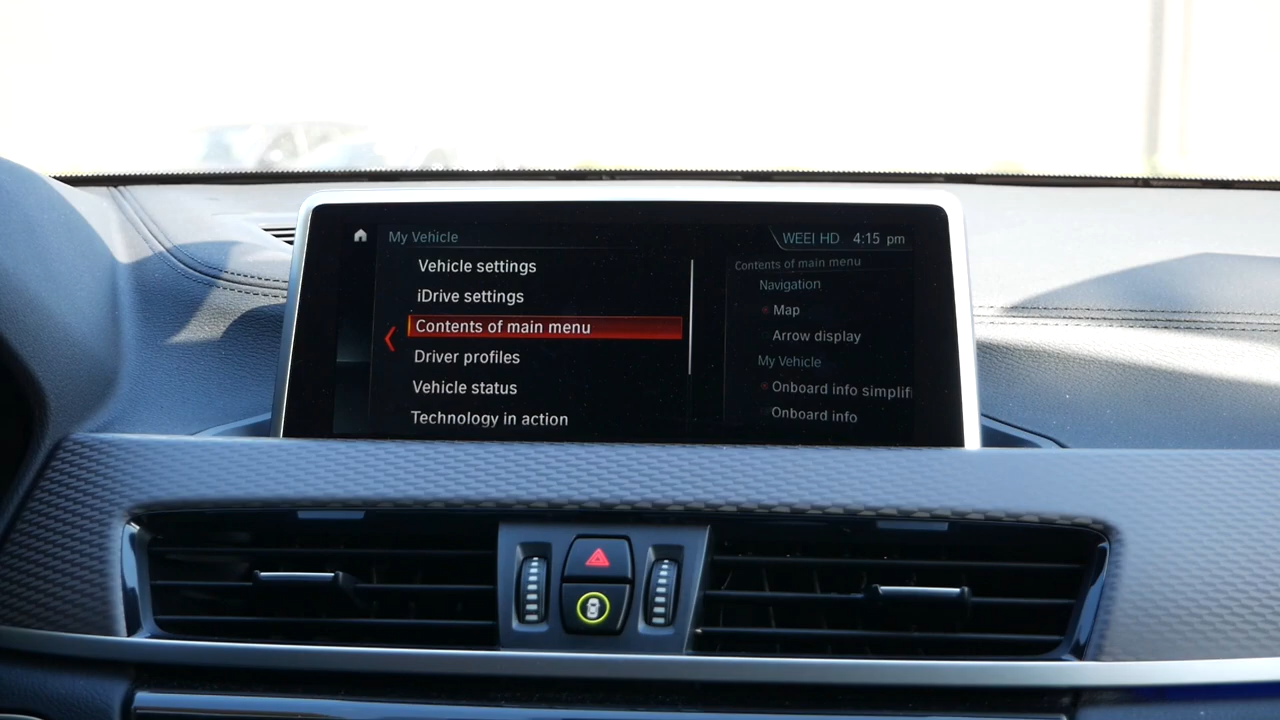 My Vehicle
WEEI HD 4:15 pm
Vehicle settings
iDrive settings
Contents of main menu
Driver profiles
Vehicle status
Technology in action
Contents of main menu
Navigation
Map
Arrow display
My Vehicle
Onboard info simplifi
Onboard info